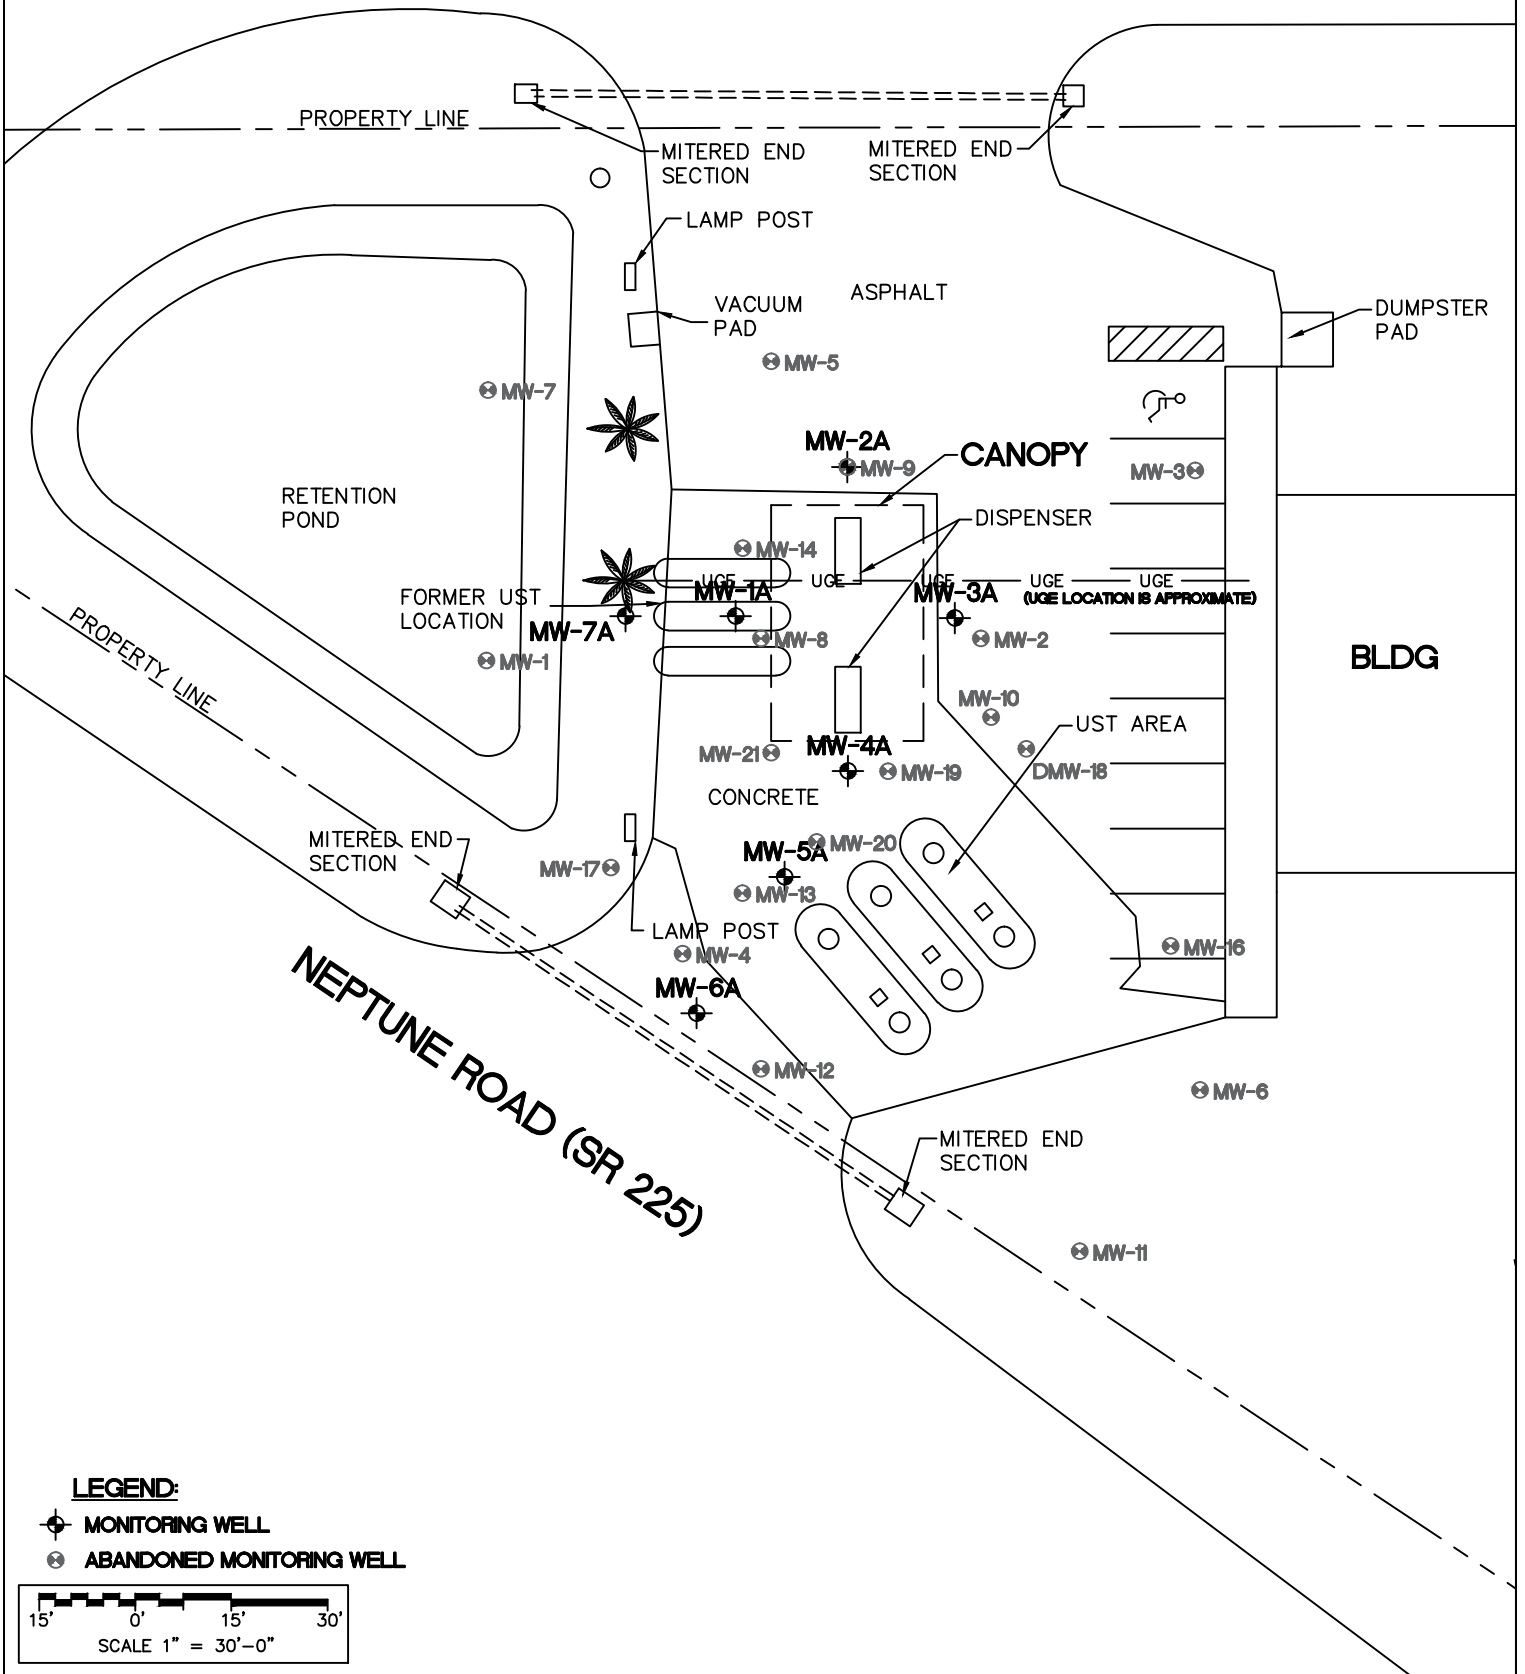 PROPERTY LINE
MITERED END
SECTION
MITERED END
SECTION
LAMP POST
ASPHALT
VACUUM
PAD
DUMPSTER
PAD
MW-5
MW-7
MW-2A
MW-9
CANOPY
MW-3
RETENTION
POND
DISPENSER
MW-14
UGE
UGE
UGE
UGE
UGE
(UGE LOCATION IS APPROXIMATE)
FORMER UST
LOCATION
MW-1A
MW-3A
MW-7A
MW-8
MW-2
PROPERTY LINE
MW-1
BLDG
MW-10
UST AREA
MW-21
MW-4A
MW-19
DMW-18
CONCRETE
MITERED END
SECTION
MW-17
MW-5A
MW-20
MW-13
LAMP POST
MW-4
MW-16
MW-6A
NEPTUNE ROAD (SR 225)
MW-12
MW-6
MITERED END
SECTION
MW-11
LEGEND:
MONITORING WELL
ABANDONED MONITORING WELL
15' 0' 15' 30'
SCALE 1" = 30'-0"